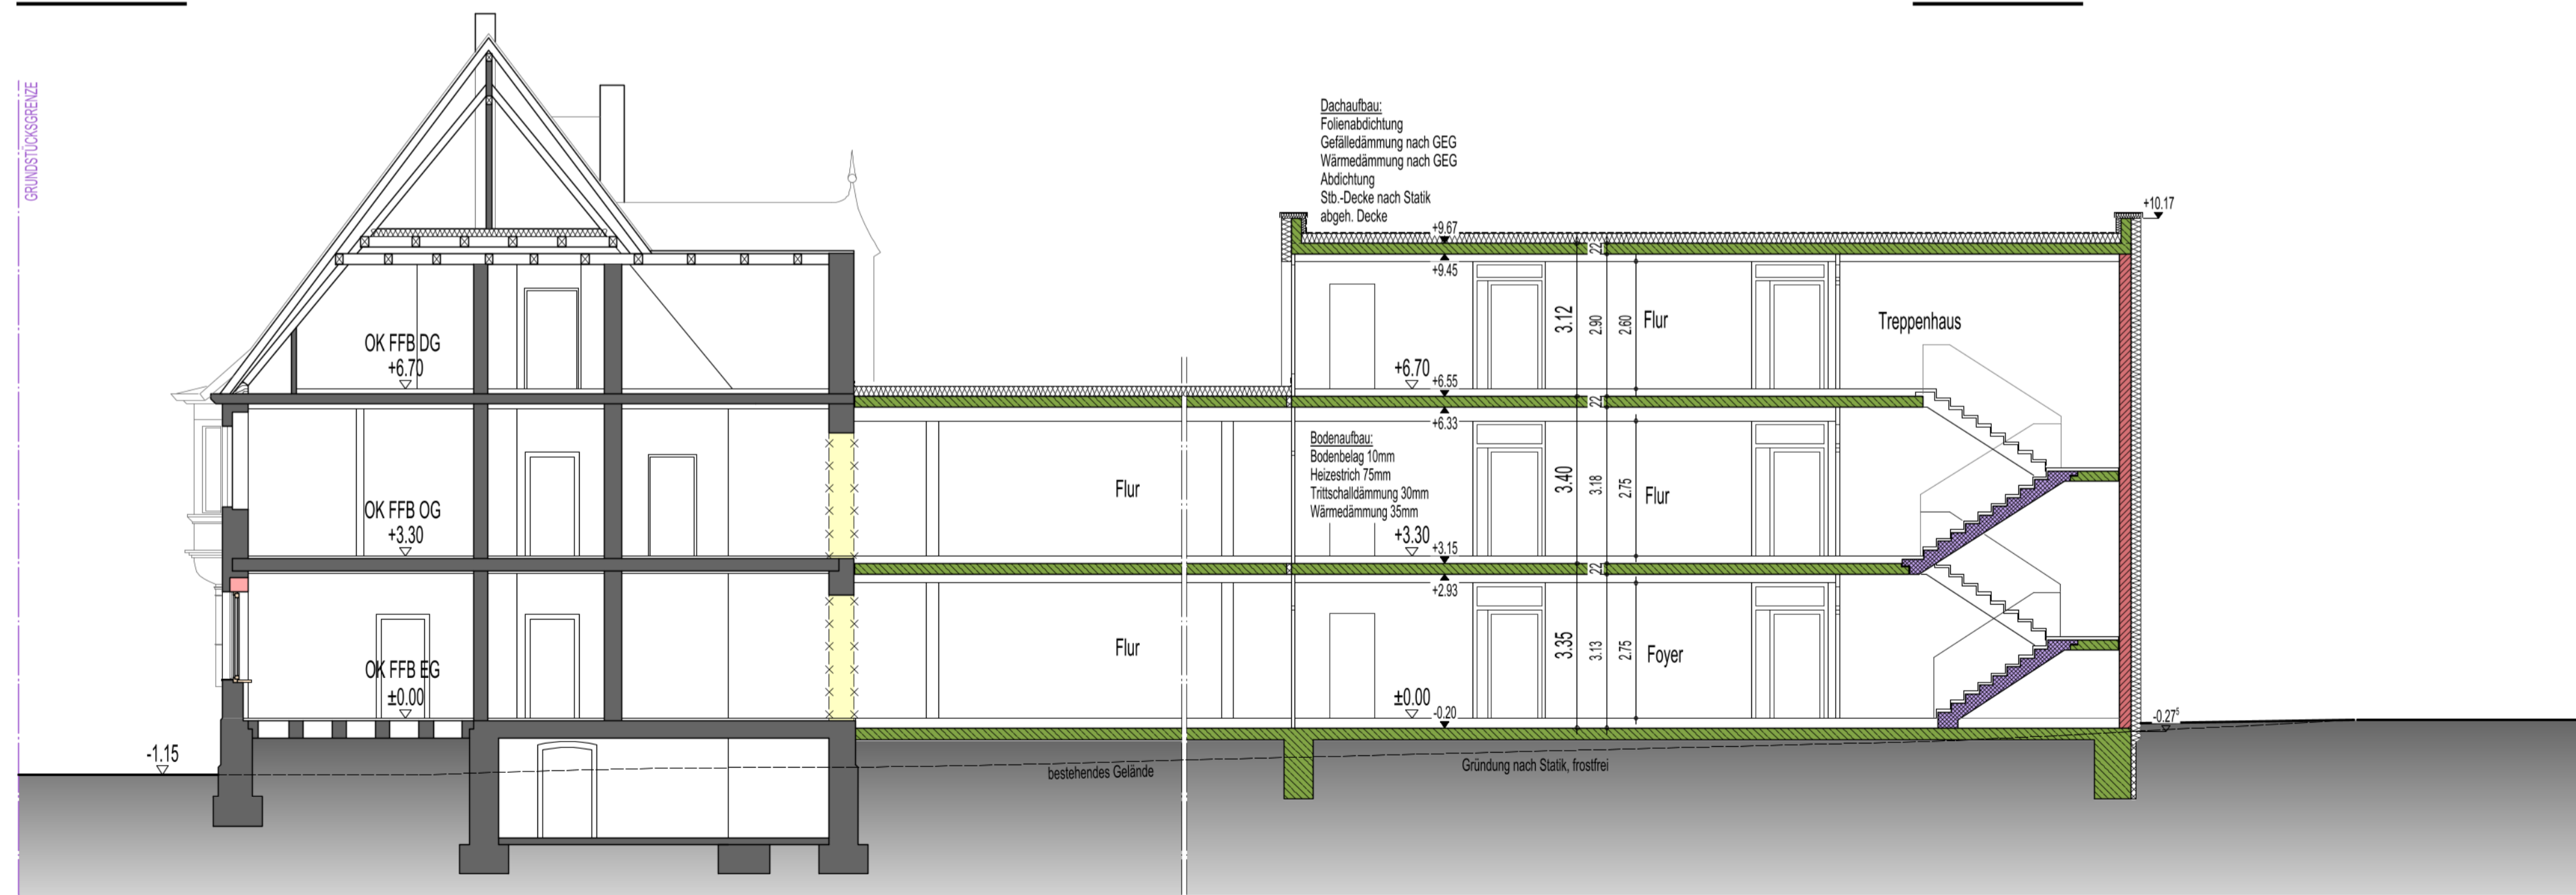 GRUNDSTÜCKSGRENZE
Dachaufbau:
Folienabdichtung
Gefälledämmung nach GEG
Wärmedämmung nach GEG
Abdichtung
Stb.-Decke nach Statik
abgeh. Decke
+10.17
+9.67
22
+9.45
OK FFB DG
+6.70
3.12
2.90
2.60
Flur
Treppenhaus
+6.70
+6.55
22
+6.33
Bodenaufbau:
Bodenbelag 10mm
Heizestrich 75mm
Trittschalldämmung 30mm
Wärmedämmung 35mm
OK FFB OG
+3.30
Flur
3.40
3.18
2.75
Flur
+3.30
+3.15
22
+2.93
OK FFB EG
±0.00
Flur
3.35
3.13
2.75
Foyer
±0.00
-0.20
-0.27⁵
-1.15
bestehendes Gelände
Gründung nach Statik, frostfrei